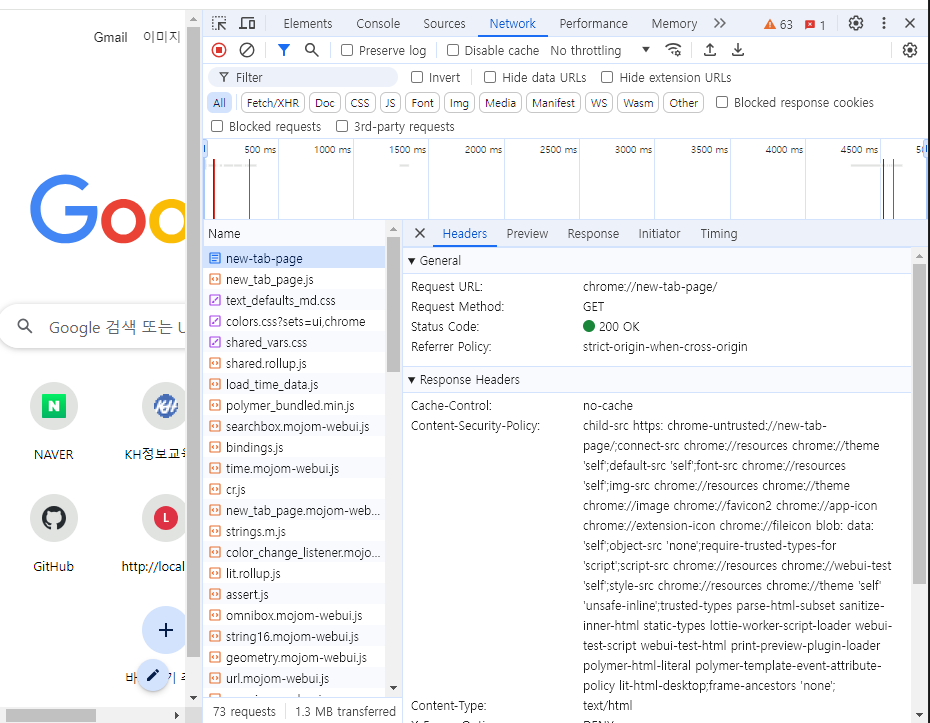 Gmail 이미지
Goo
Google 검색 또는 U
N
NAVER
KH
KH정보교육
GitHub
L
http://local
Elements Console Sources Network Performance Memory 63 1
Preserve log Disable cache No throttling
Filter Invert Hide data URLs Hide extension URLs
All Fetch/XHR Doc CSS JS Font Img Media Manifest WS Wasm Other Blocked response cookies
Blocked requests 3rd-party requests
500 ms 1000 ms 1500 ms 2000 ms 2500 ms 3000 ms 3500 ms 4000 ms 4500 ms 50
Name
new-tab-page
new_tab_page.js
text_defaults_md.css
colors.css?sets=ui,chrome
shared_vars.css
shared.rollup.js
load_time_data.js
polymer_bundled.min.js
searchbox.mojom-webui.js
bindings.js
time.mojom-webui.js
cr.js
new_tab_page.mojom-web...
strings.m.js
color_change_listener.mojo...
lit.rollup.js
assert.js
omnibox.mojom-webui.js
string16.mojom-webui.js
geometry.mojom-webui.js
url.mojom-webui.js
73 requests 1.3 MB transferred
Headers Preview Response Initiator Timing
General
Request URL: chrome://new-tab-page/
Request Method: GET
Status Code: 200 OK
Referrer Policy: strict-origin-when-cross-origin
Response Headers
Cache-Control: no-cache
Content-Security-Policy: child-src https: chrome-untrusted://new-tab-
page/;connect-src chrome://resources chrome://theme
'self';default-src 'self';font-src chrome://resources
'self';img-src chrome://resources chrome://theme
chrome://image chrome://favicon2 chrome://app-icon
chrome://extension-icon chrome://fileicon blob: data:
'self';object-src 'none';require-trusted-types-for
'script';script-src chrome://resources chrome://webui-test
'self';style-src chrome://resources chrome://theme 'self'
'unsafe-inline';trusted-types parse-html-subset sanitize-
inner-html static-types lottie-worker-script-loader webui-
test-script webui-test-html print-preview-plugin-loader
polymer-html-literal polymer-template-event-attribute-
policy lit-html-desktop;frame-ancestors 'none';
Content-Type: text/html